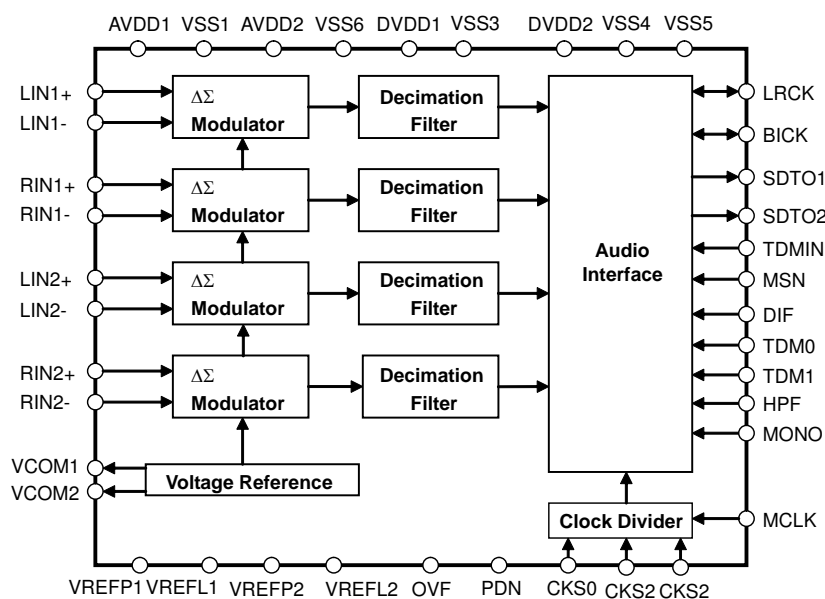 AVDD1 VSS1 AVDD2 VSS6 DVDD1 VSS3 DVDD2 VSS4 VSS5
LIN1+
LIN1-
ΔΣ
Modulator
Decimation
Filter
RIN1+
RIN1-
ΔΣ
Modulator
Decimation
Filter
LIN2+
LIN2-
ΔΣ
Modulator
Decimation
Filter
RIN2+
RIN2-
ΔΣ
Modulator
Decimation
Filter
VCOM1
VCOM2
Voltage Reference
Audio
Interface
Clock Divider
LRCK
BICK
SDTO1
SDTO2
TDMIN
MSN
DIF
TDM0
TDM1
HPF
MONO
MCLK
VREFP1 VREFL1 VREFP2 VREFL2 OVF PDN CKS0 CKS2 CKS2